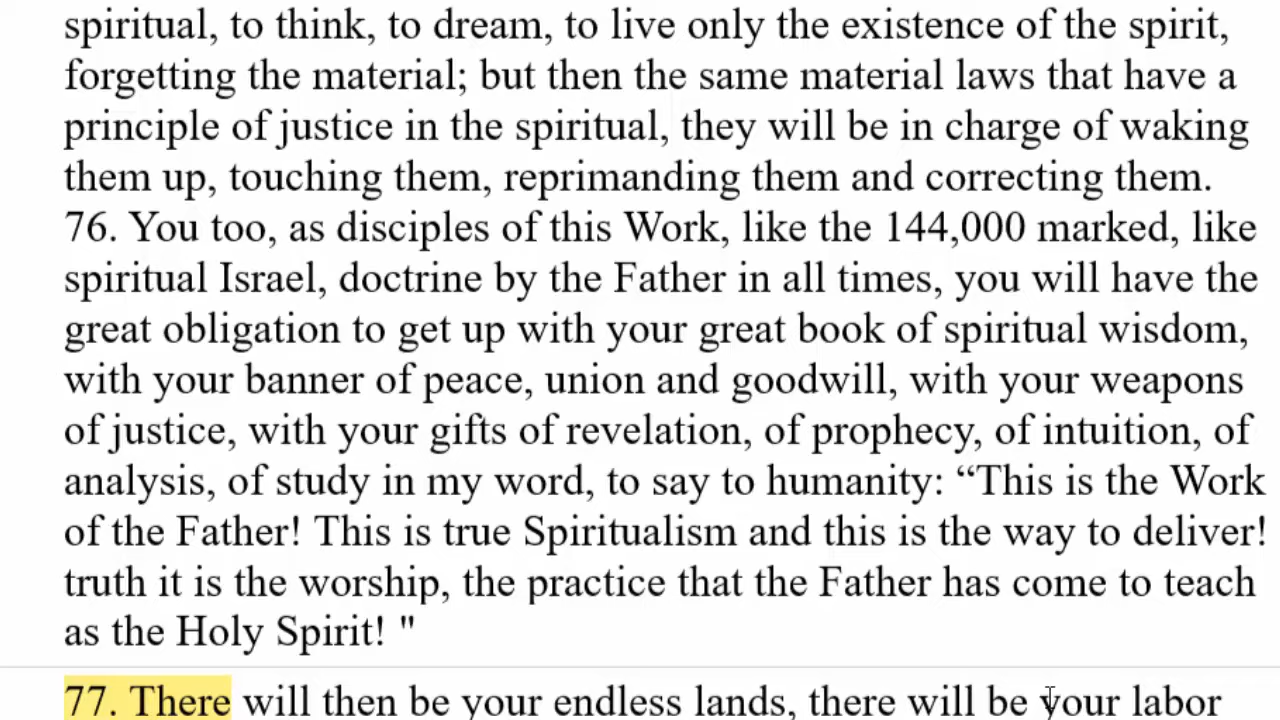 spiritual, to think, to dream, to live only the existence of the spirit,
forgetting the material; but then the same material laws that have a
principle of justice in the spiritual, they will be in charge of waking
them up, touching them, reprimanding them and correcting them.
76. You too, as disciples of this Work, like the 144,000 marked, like
spiritual Israel, doctrine by the Father in all times, you will have the
great obligation to get up with your great book of spiritual wisdom,
with your banner of peace, union and goodwill, with your weapons
of justice, with your gifts of revelation, of prophecy, of intuition, of
analysis, of study in my word, to say to humanity: “This is the Work
of the Father! This is true Spiritualism and this is the way to deliver!
truth it is the worship, the practice that the Father has come to teach
as the Holy Spirit! "
77. There will then be your endless lands, there will be your labor